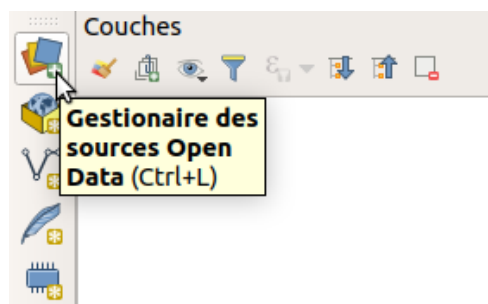 Couches
Gestionaire des
sources Open
Data (Ctrl+L)